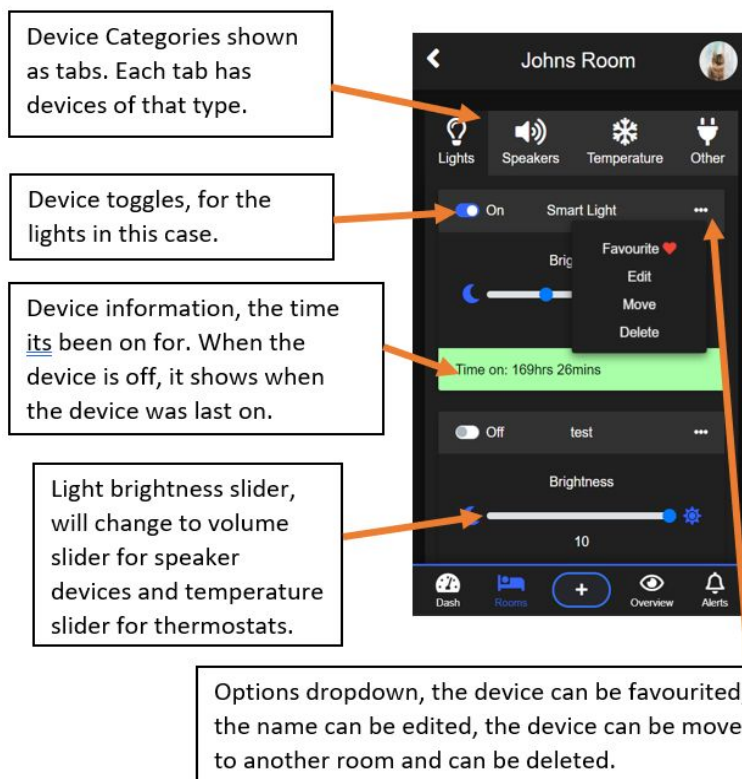 Device Categories shown
as tabs. Each tab has
devices of that type.
Device toggles, for the
lights in this case.
Device information, the time
its been on for. When the
device is off, it shows when
the device was last on.
Light brightness slider,
will change to volume
slider for speaker
devices and temperature
slider for thermostats.
Johns Room
Lights Speakers Temperature Other
On Smart Light
Favourite
Brig
Edit
Move
Delete
Time on: 169hrs 26mins
Off test
Brightness
10
Dash Rooms + Overview Alerts
Options dropdown, the device can be favourited,
the name can be edited, the device can be move
to another room and can be deleted.